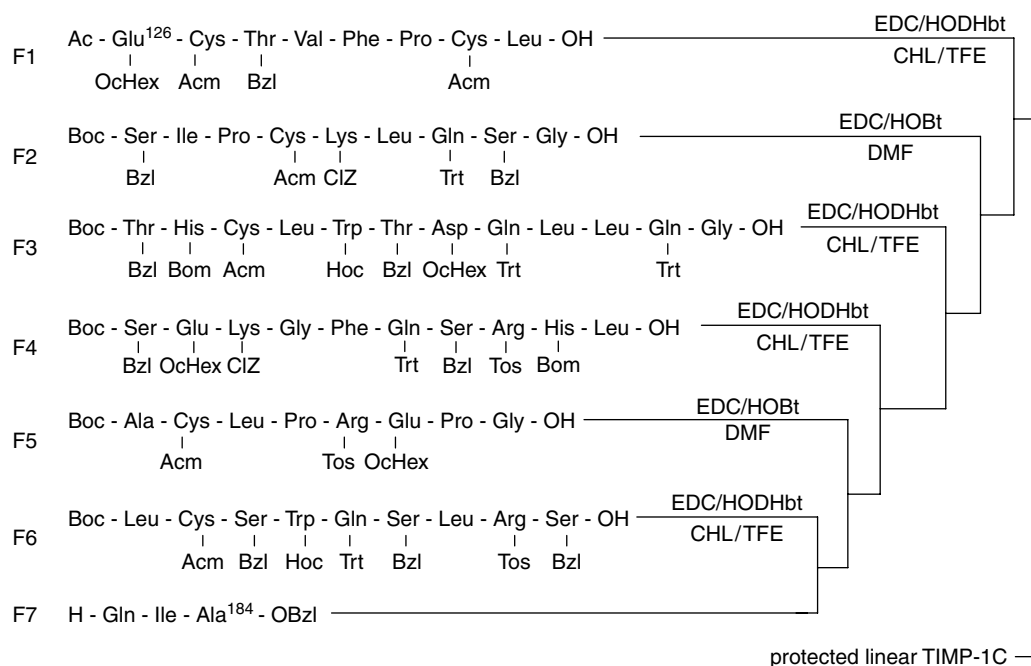 EDC/HODHbt
F1 Ac - Glu¹²⁶ - Cys - Thr - Val - Phe - Pro - Cys - Leu - OH
CHL/TFE
OcHex Acm Bzl Acm
EDC/HOBt
F2 Boc - Ser - Ile - Pro - Cys - Lys - Leu - Gln - Ser - Gly - OH
DMF
Bzl Acm ClZ Trt Bzl
EDC/HODHbt
F3 Boc - Thr - His - Cys - Leu - Trp - Thr - Asp - Gln - Leu - Leu - Gln - Gly - OH
CHL/TFE
Bzl Bom Acm Hoc Bzl OcHex Trt Trt
EDC/HODHbt
F4 Boc - Ser - Glu - Lys - Gly - Phe - Gln - Ser - Arg - His - Leu - OH
CHL/TFE
Bzl OcHex ClZ Trt Bzl Tos Bom
EDC/HOBt
F5 Boc - Ala - Cys - Leu - Pro - Arg - Glu - Pro - Gly - OH
DMF
Acm Tos OcHex
EDC/HODHbt
F6 Boc - Leu - Cys - Ser - Trp - Gln - Ser - Leu - Arg - Ser - OH
CHL/TFE
Acm Bzl Hoc Trt Bzl Tos Bzl
F7 H - Gln - Ile - Ala¹⁸⁴ - OBzl
protected linear TIMP-1C